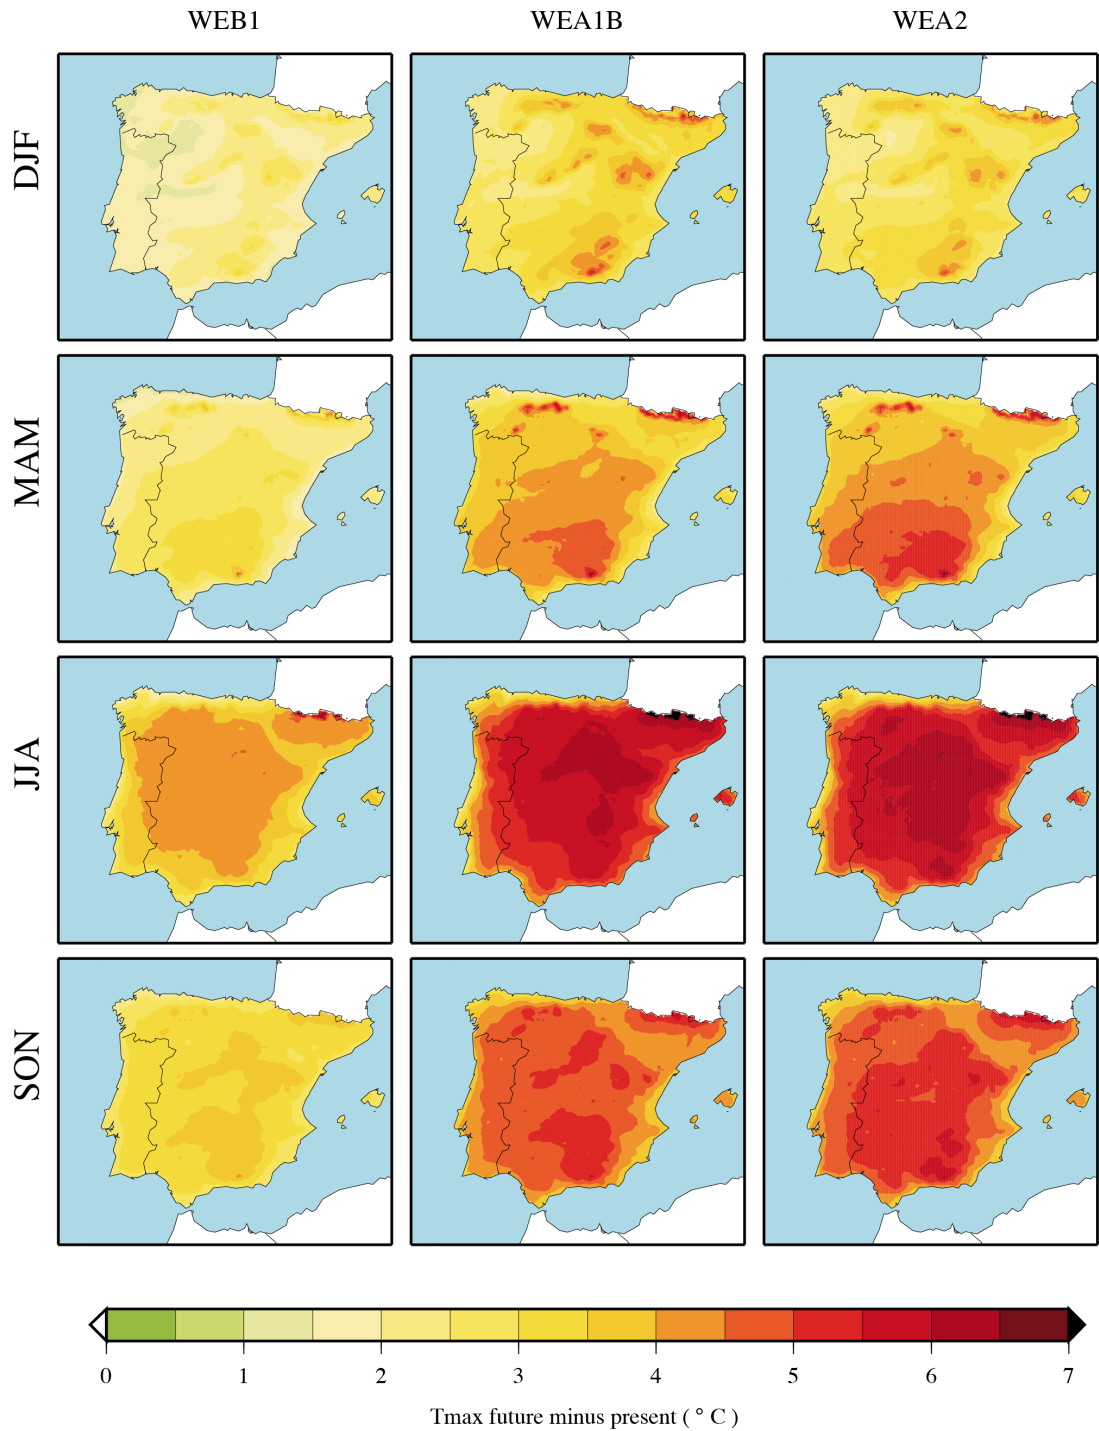 WEB1 WEA1B WEA2
DJF
MAM
JJA
SON
0 1 2 3 4 5 6 7
Tmax future minus present ( ° C )